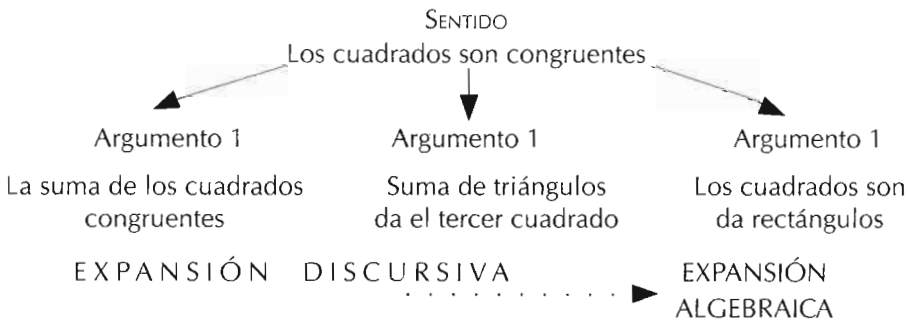 SENTIDO
Los cuadrados son congruentes
Argumento 1 Argumento 1 Argumento 1
La suma de los cuadrados Suma de triángulos Los cuadrados son
congruentes da el tercer cuadrado da rectángulos
EXPANSIÓN DISCURSIVA EXPANSIÓN
ALGEBRAICA